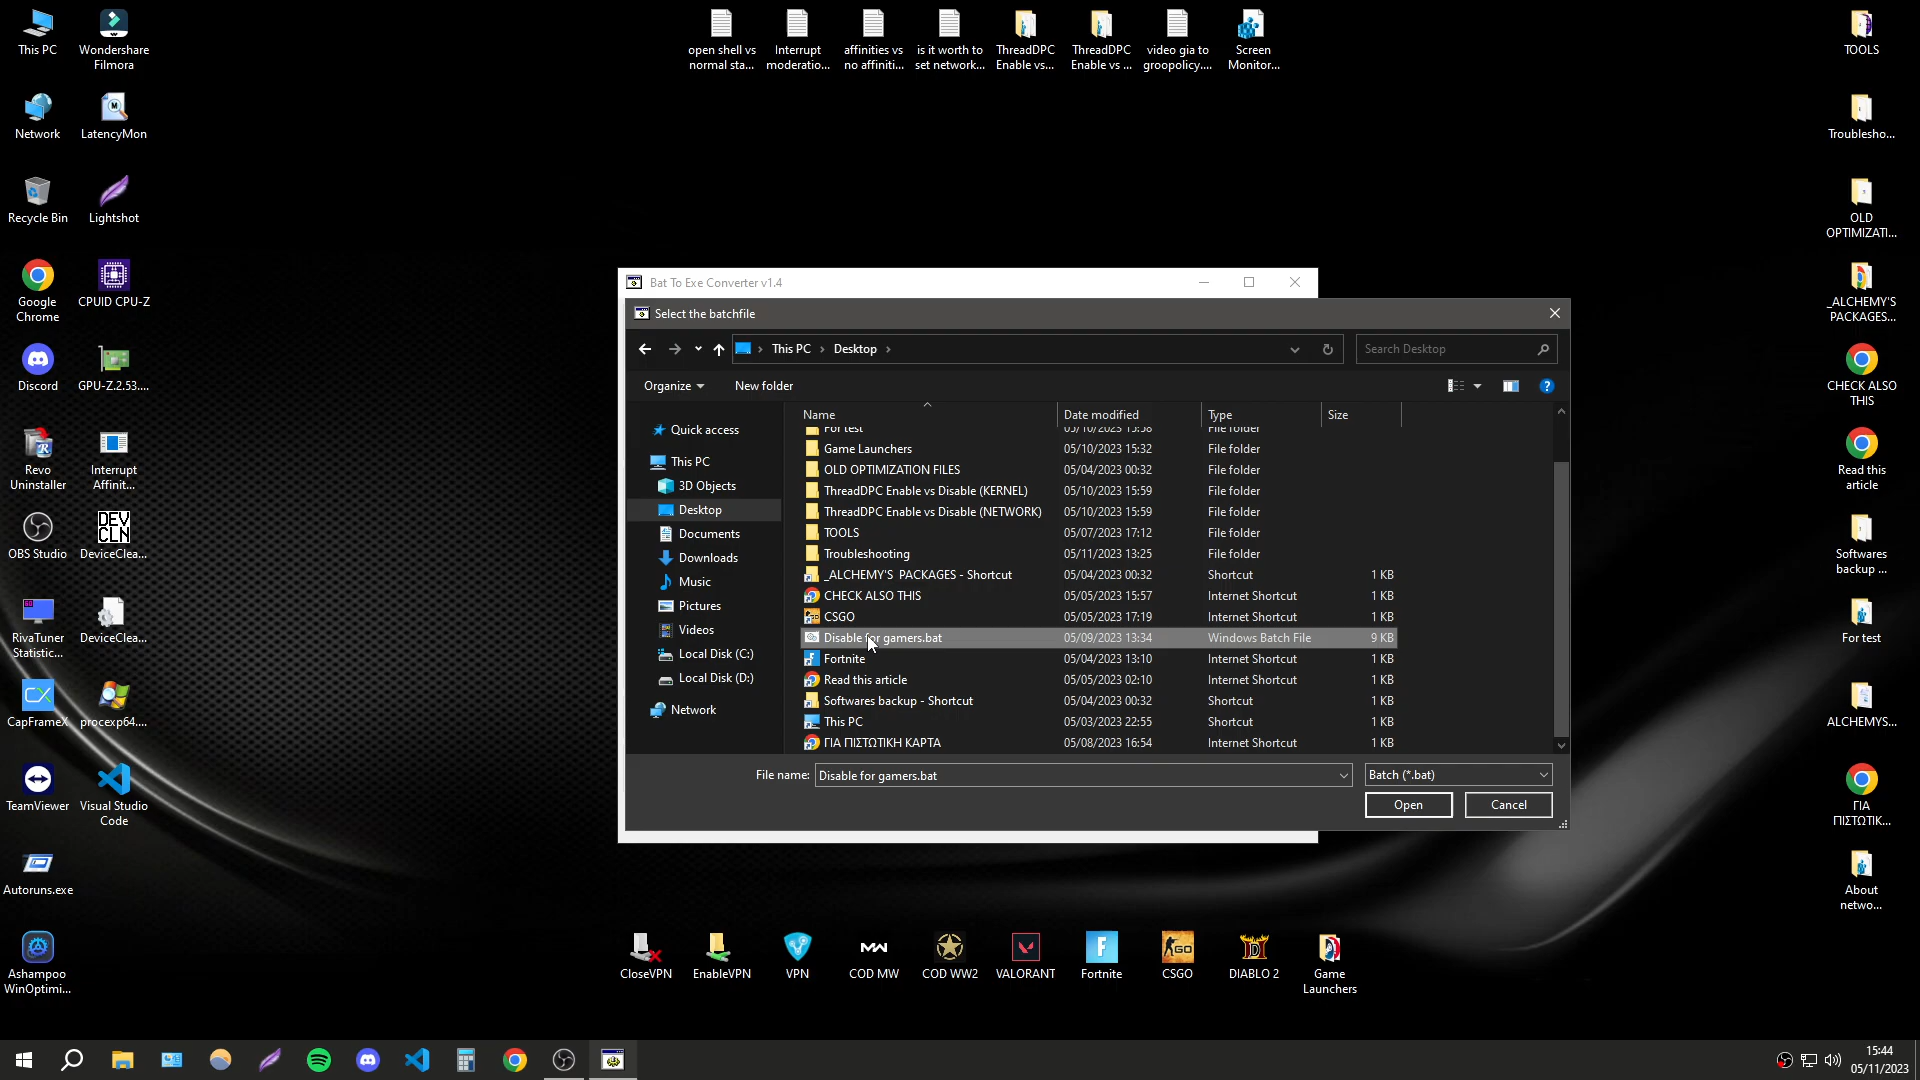 This PC
Wondershare
Filmora
Network
LatencyMon
Recycle Bin
Lightshot
Google
Chrome
CPUID CPU-Z
Discord
GPU-Z.2.53....
Revo
Uninstaller
Interrupt
Affinit...
OBS Studio
DEV
CLN
DeviceClea...
RivaTuner
Statistic...
DeviceClea...
CX
CapFrameX
procexp64....
TeamViewer
Visual Studio
Code
Autoruns.exe
Ashampoo
WinOptimi...
open shell vs
normal sta...
Interrupt
moderatio...
affinities vs
no affiniti...
is it worth to
set network...
ThreadDPC
Enable vs...
ThreadDPC
Enable vs ...
video gia to
groopolicy....
Screen
Monitor...
TOOLS
Troublesho...
OLD
OPTIMIZATI...
_ALCHEMY'S
PACKAGES...
CHECK ALSO
THIS
Read this
article
Softwares
backup ...
For test
ALCHEMYS...
ΓΙΑ
ΠΙΣΤΩΤΙΚ...
About
netwo...
Bat To Exe Converter v1.4
Select the batchfile
This PC
Desktop
Search Desktop
Organize
New folder
?
Quick access
This PC
3D Objects
Desktop
Documents
Downloads
Music
Pictures
Videos
Local Disk (C:)
Local Disk (D:)
Network
Name Date modified Type Size
For test 05/10/2023 15:58 File folder
Game Launchers 05/10/2023 15:32 File folder
OLD OPTIMIZATION FILES 05/04/2023 00:32 File folder
ThreadDPC Enable vs Disable (KERNEL) 05/10/2023 15:59 File folder
ThreadDPC Enable vs Disable (NETWORK) 05/10/2023 15:59 File folder
TOOLS 05/07/2023 17:12 File folder
Troubleshooting 05/11/2023 13:25 File folder
_ALCHEMY'S PACKAGES - Shortcut 05/04/2023 00:32 Shortcut 1 KB
CHECK ALSO THIS 05/05/2023 15:57 Internet Shortcut 1 KB
CSGO 05/05/2023 17:19 Internet Shortcut 1 KB
Disable for gamers.bat 05/09/2023 13:34 Windows Batch File 9 KB
Fortnite 05/04/2023 13:10 Internet Shortcut 1 KB
Read this article 05/05/2023 02:10 Internet Shortcut 1 KB
Softwares backup - Shortcut 05/04/2023 00:32 Shortcut 1 KB
This PC 05/03/2023 22:55 Shortcut 1 KB
ΓΙΑ ΠΙΣΤΩΤΙΚΗ ΚΑΡΤΑ 05/08/2023 16:54 Internet Shortcut 1 KB
File name: Disable for gamers.bat Batch (*.bat)
Open
Cancel
CloseVPN
EnableVPN
VPN
MW
COD MW
COD WW2
VALORANT
F
Fortnite
GO
CSGO
DIABLO 2
Game
Launchers
15:44
05/11/2023